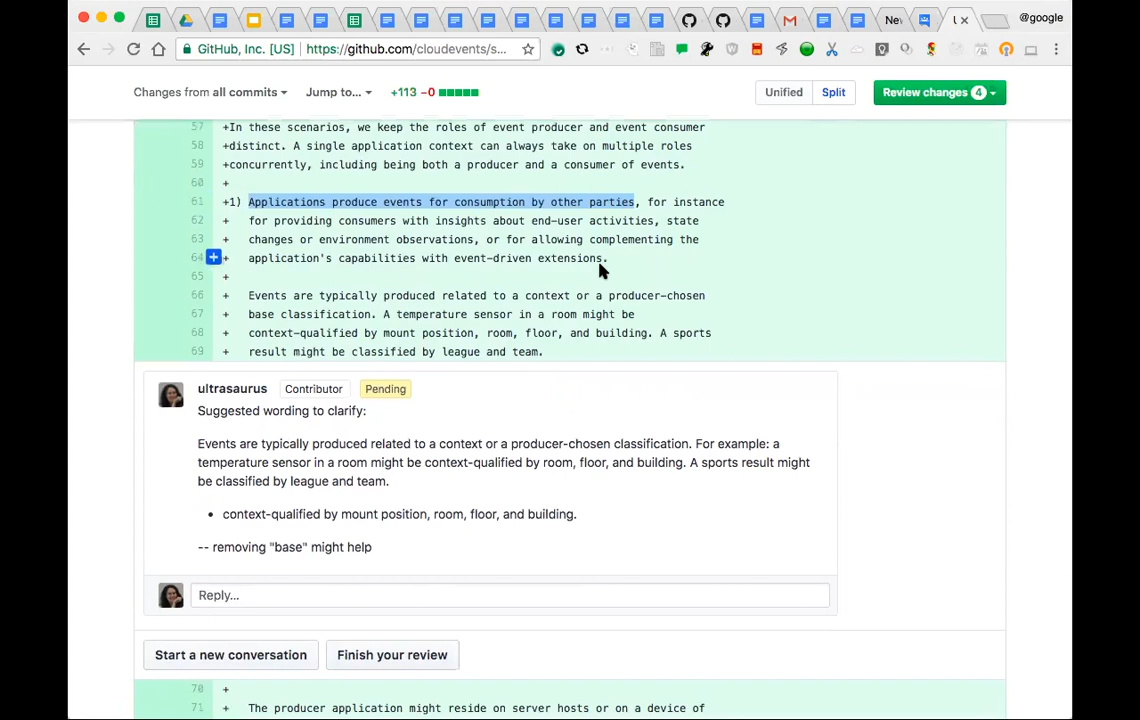 New
@google
GitHub, Inc. [US] https://github.com/cloudevents/s...
Changes from all commits Jump to... +113 −0 Unified Split Review changes 4
57 +In these scenarios, we keep the roles of event producer and event consumer
58 +distinct. A single application context can always take on multiple roles
59 +concurrently, including being both a producer and a consumer of events.
60 +
61 +1) Applications produce events for consumption by other parties, for instance
62 + for providing consumers with insights about end-user activities, state
63 + changes or environment observations, or for allowing complementing the
64 + application's capabilities with event-driven extensions.
65 +
66 + Events are typically produced related to a context or a producer-chosen
67 + base classification. A temperature sensor in a room might be
68 + context-qualified by mount position, room, floor, and building. A sports
69 + result might be classified by league and team.
ultrasaurus Contributor Pending
Suggested wording to clarify:
Events are typically produced related to a context or a producer-chosen classification. For example: a
temperature sensor in a room might be context-qualified by room, floor, and building. A sports result might
be classified by league and team.
• context-qualified by mount position, room, floor, and building.
-- removing "base" might help
Reply...
Start a new conversation Finish your review
70 +
71 + The producer application might reside on server hosts or on a device of